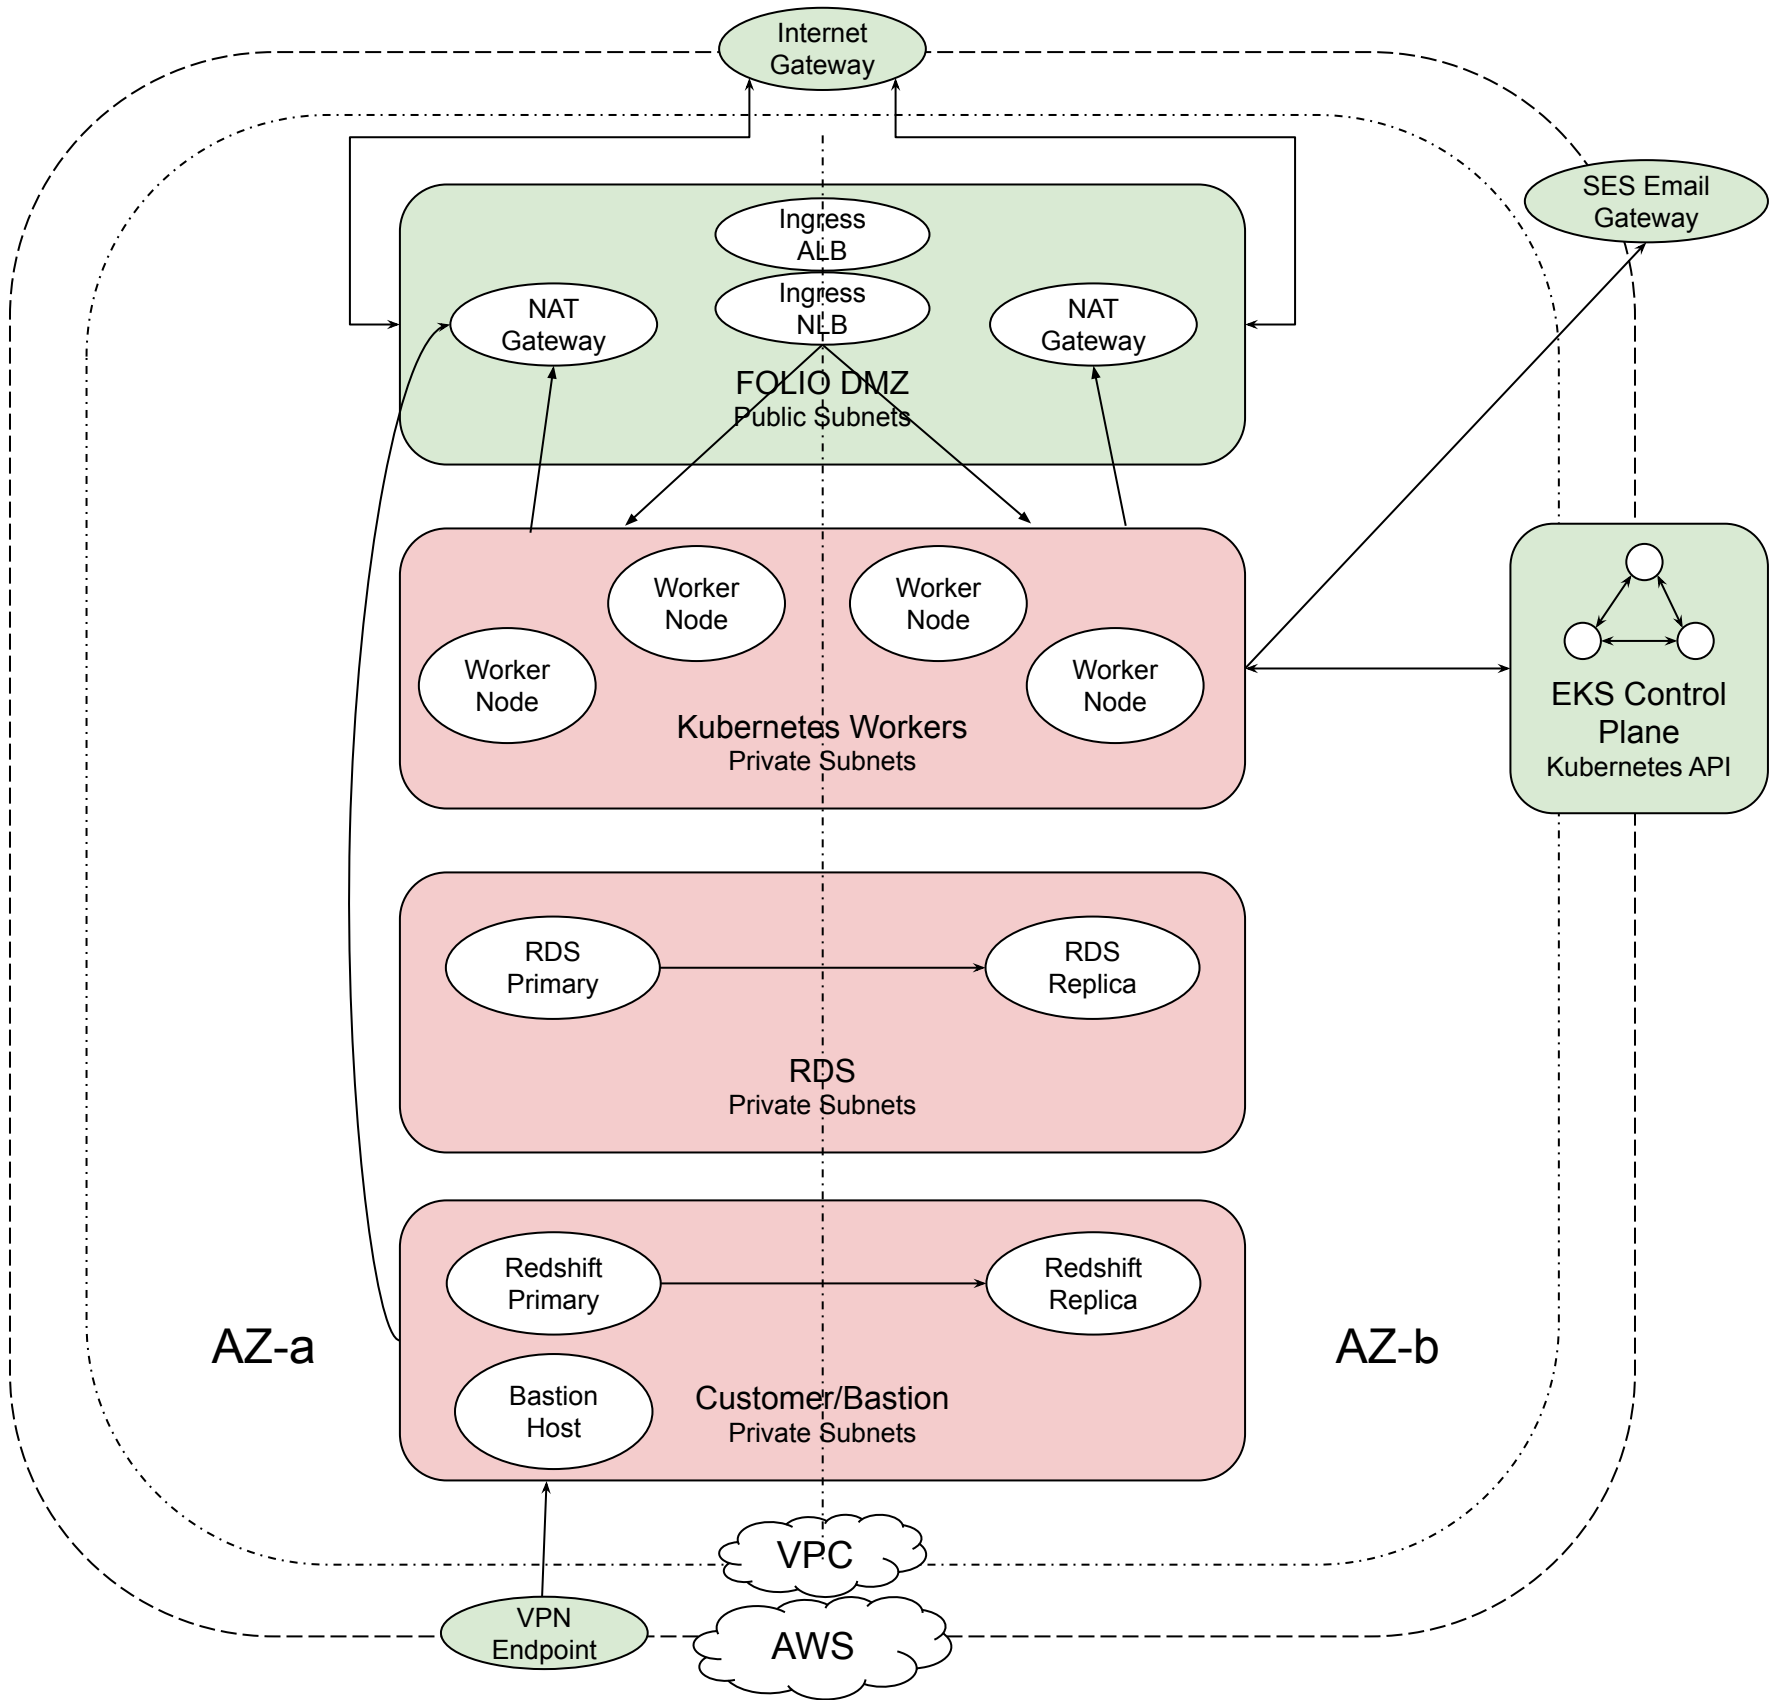 Internet
Gateway
SES Email
Gateway
Ingress
ALB
Ingress
NLB
NAT
Gateway
NAT
Gateway
FOLIO DMZ
Public Subnets
Worker
Node
Worker
Node
Worker
Node
Worker
Node
Kubernetes Workers
Private Subnets
EKS Control
Plane
Kubernetes API
RDS
Primary
RDS
Replica
RDS
Private Subnets
Redshift
Primary
Redshift
Replica
AZ-a
AZ-b
Bastion
Host
Customer/Bastion
Private Subnets
VPC
VPN
Endpoint
AWS